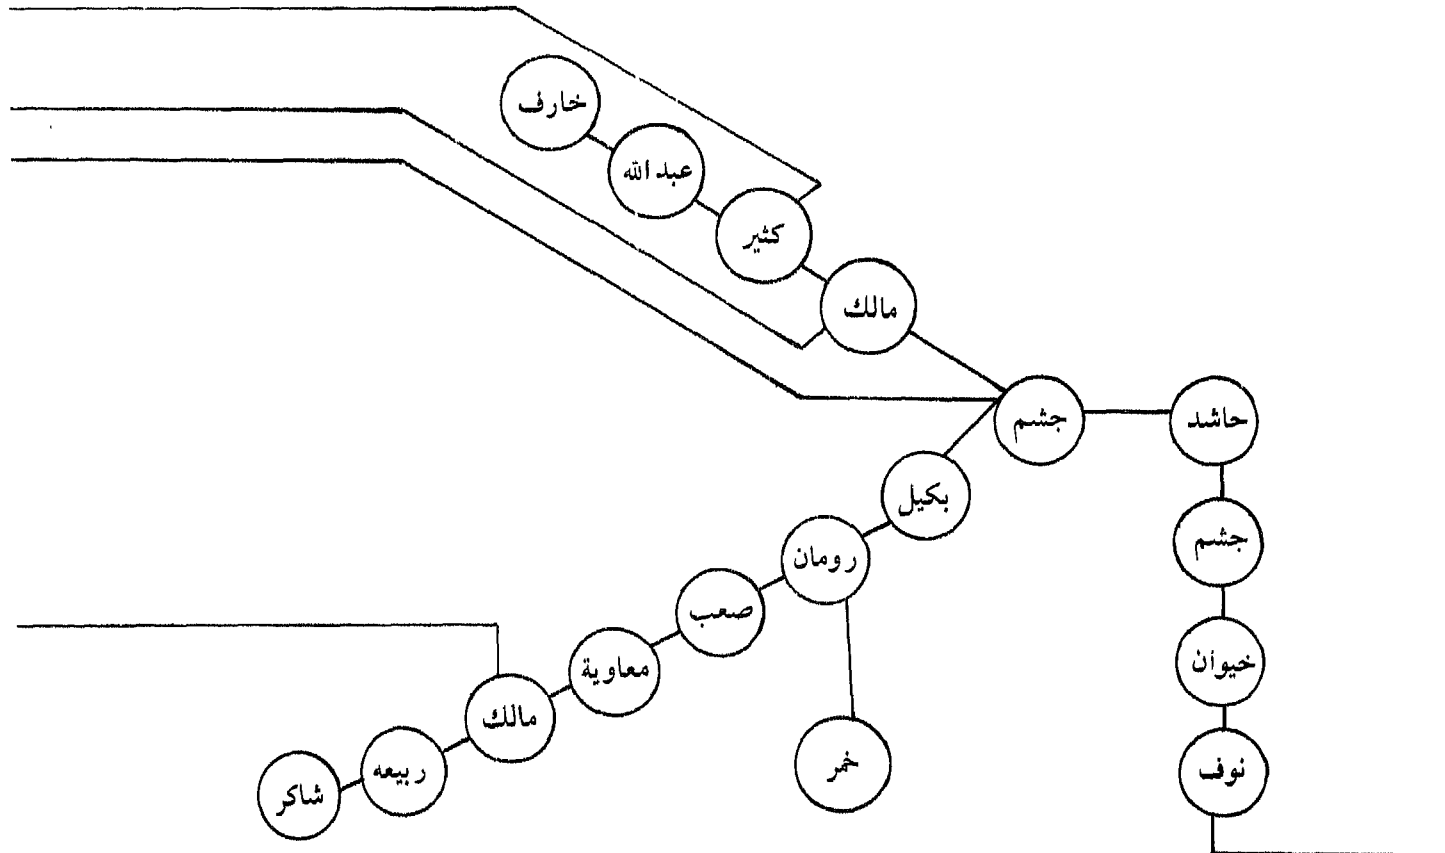 خارف
عبد الله
كثير
مالك
جشم
حاشد
بكيل
جشم
رومان
صعب
خيوان
معاوية
مالك
خمر
نوف
ربيعه
شاكر